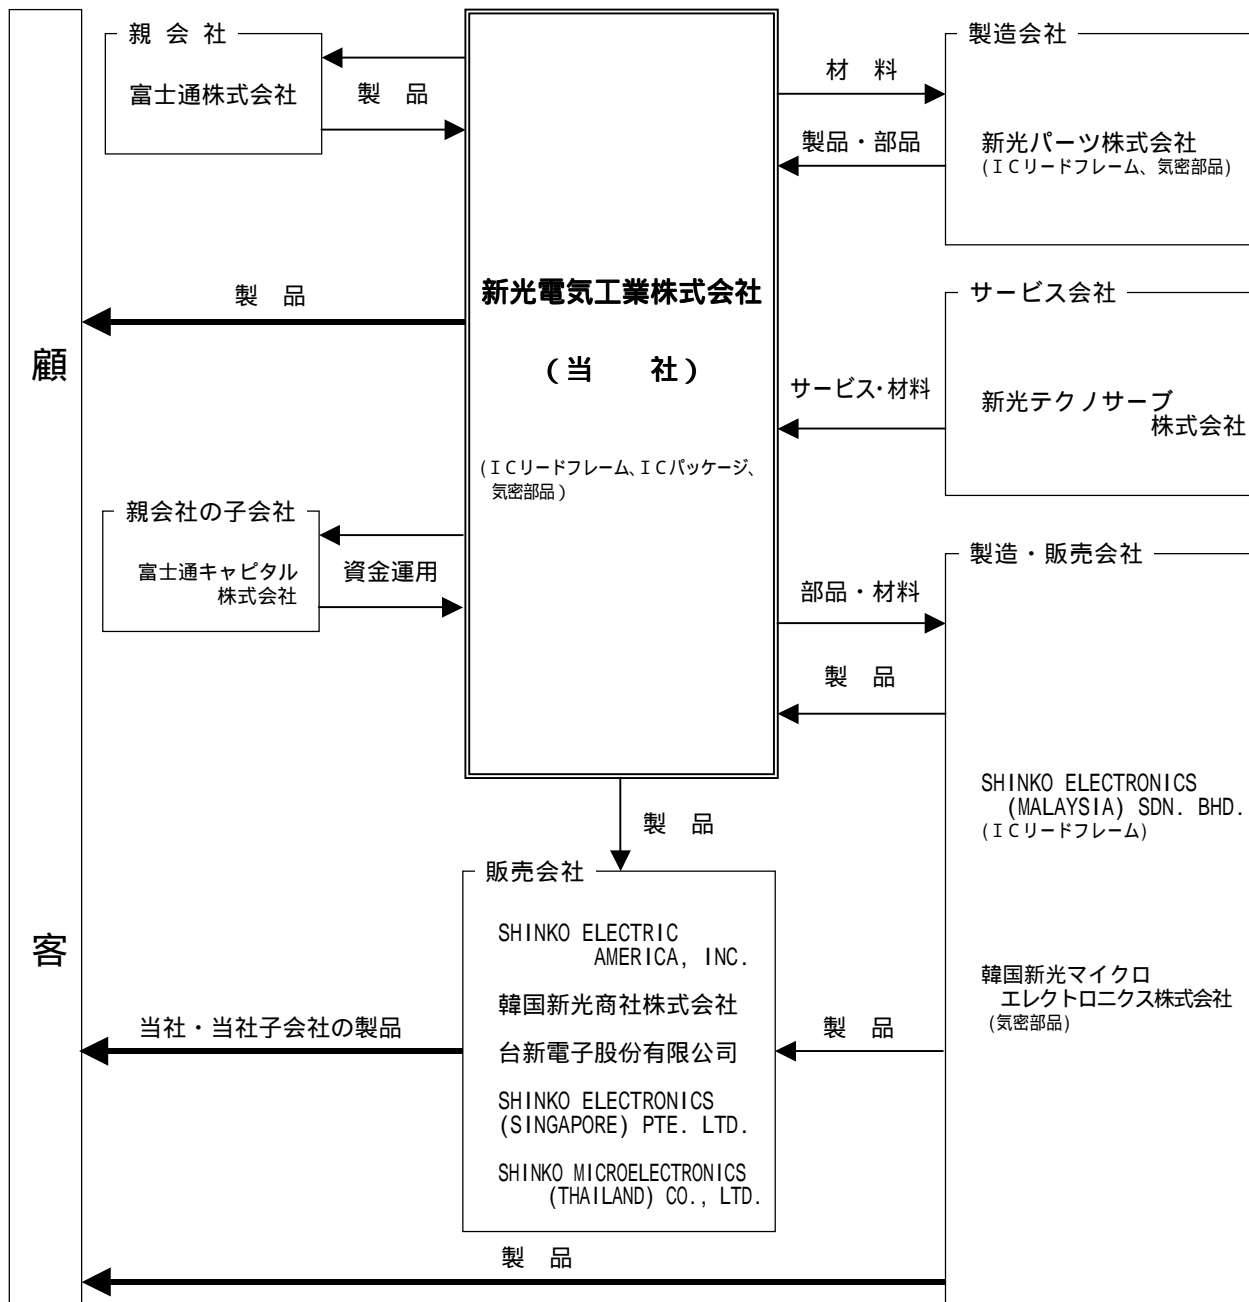 親 会 社
富士通株式会社
製 品
材 料
製品・部品
製造会社
新光パーツ株式会社
(ICリードフレーム、気密部品)
製 品
新光電気工業株式会社
(当 社)
(ICリードフレーム、ICパッケージ、
気密部品)
サービス・材料
サービス会社
新光テクノサーブ
株式会社
顧
客
親会社の子会社
富士通キャピタル
株式会社
資金運用
部品・材料
製 品
製造・販売会社
SHINKO ELECTRONICS
(MALAYSIA) SDN. BHD.
(ICリードフレーム)
韓国新光マイクロ
エレクトロニクス株式会社
(気密部品)
製 品
販売会社
SHINKO ELECTRIC
AMERICA, INC.
韓国新光商社株式会社
台新電子股份有限公司
SHINKO ELECTRONICS
(SINGAPORE) PTE. LTD.
SHINKO MICROELECTRONICS
(THAILAND) CO., LTD.
当社・当社子会社の製品
製 品
製 品